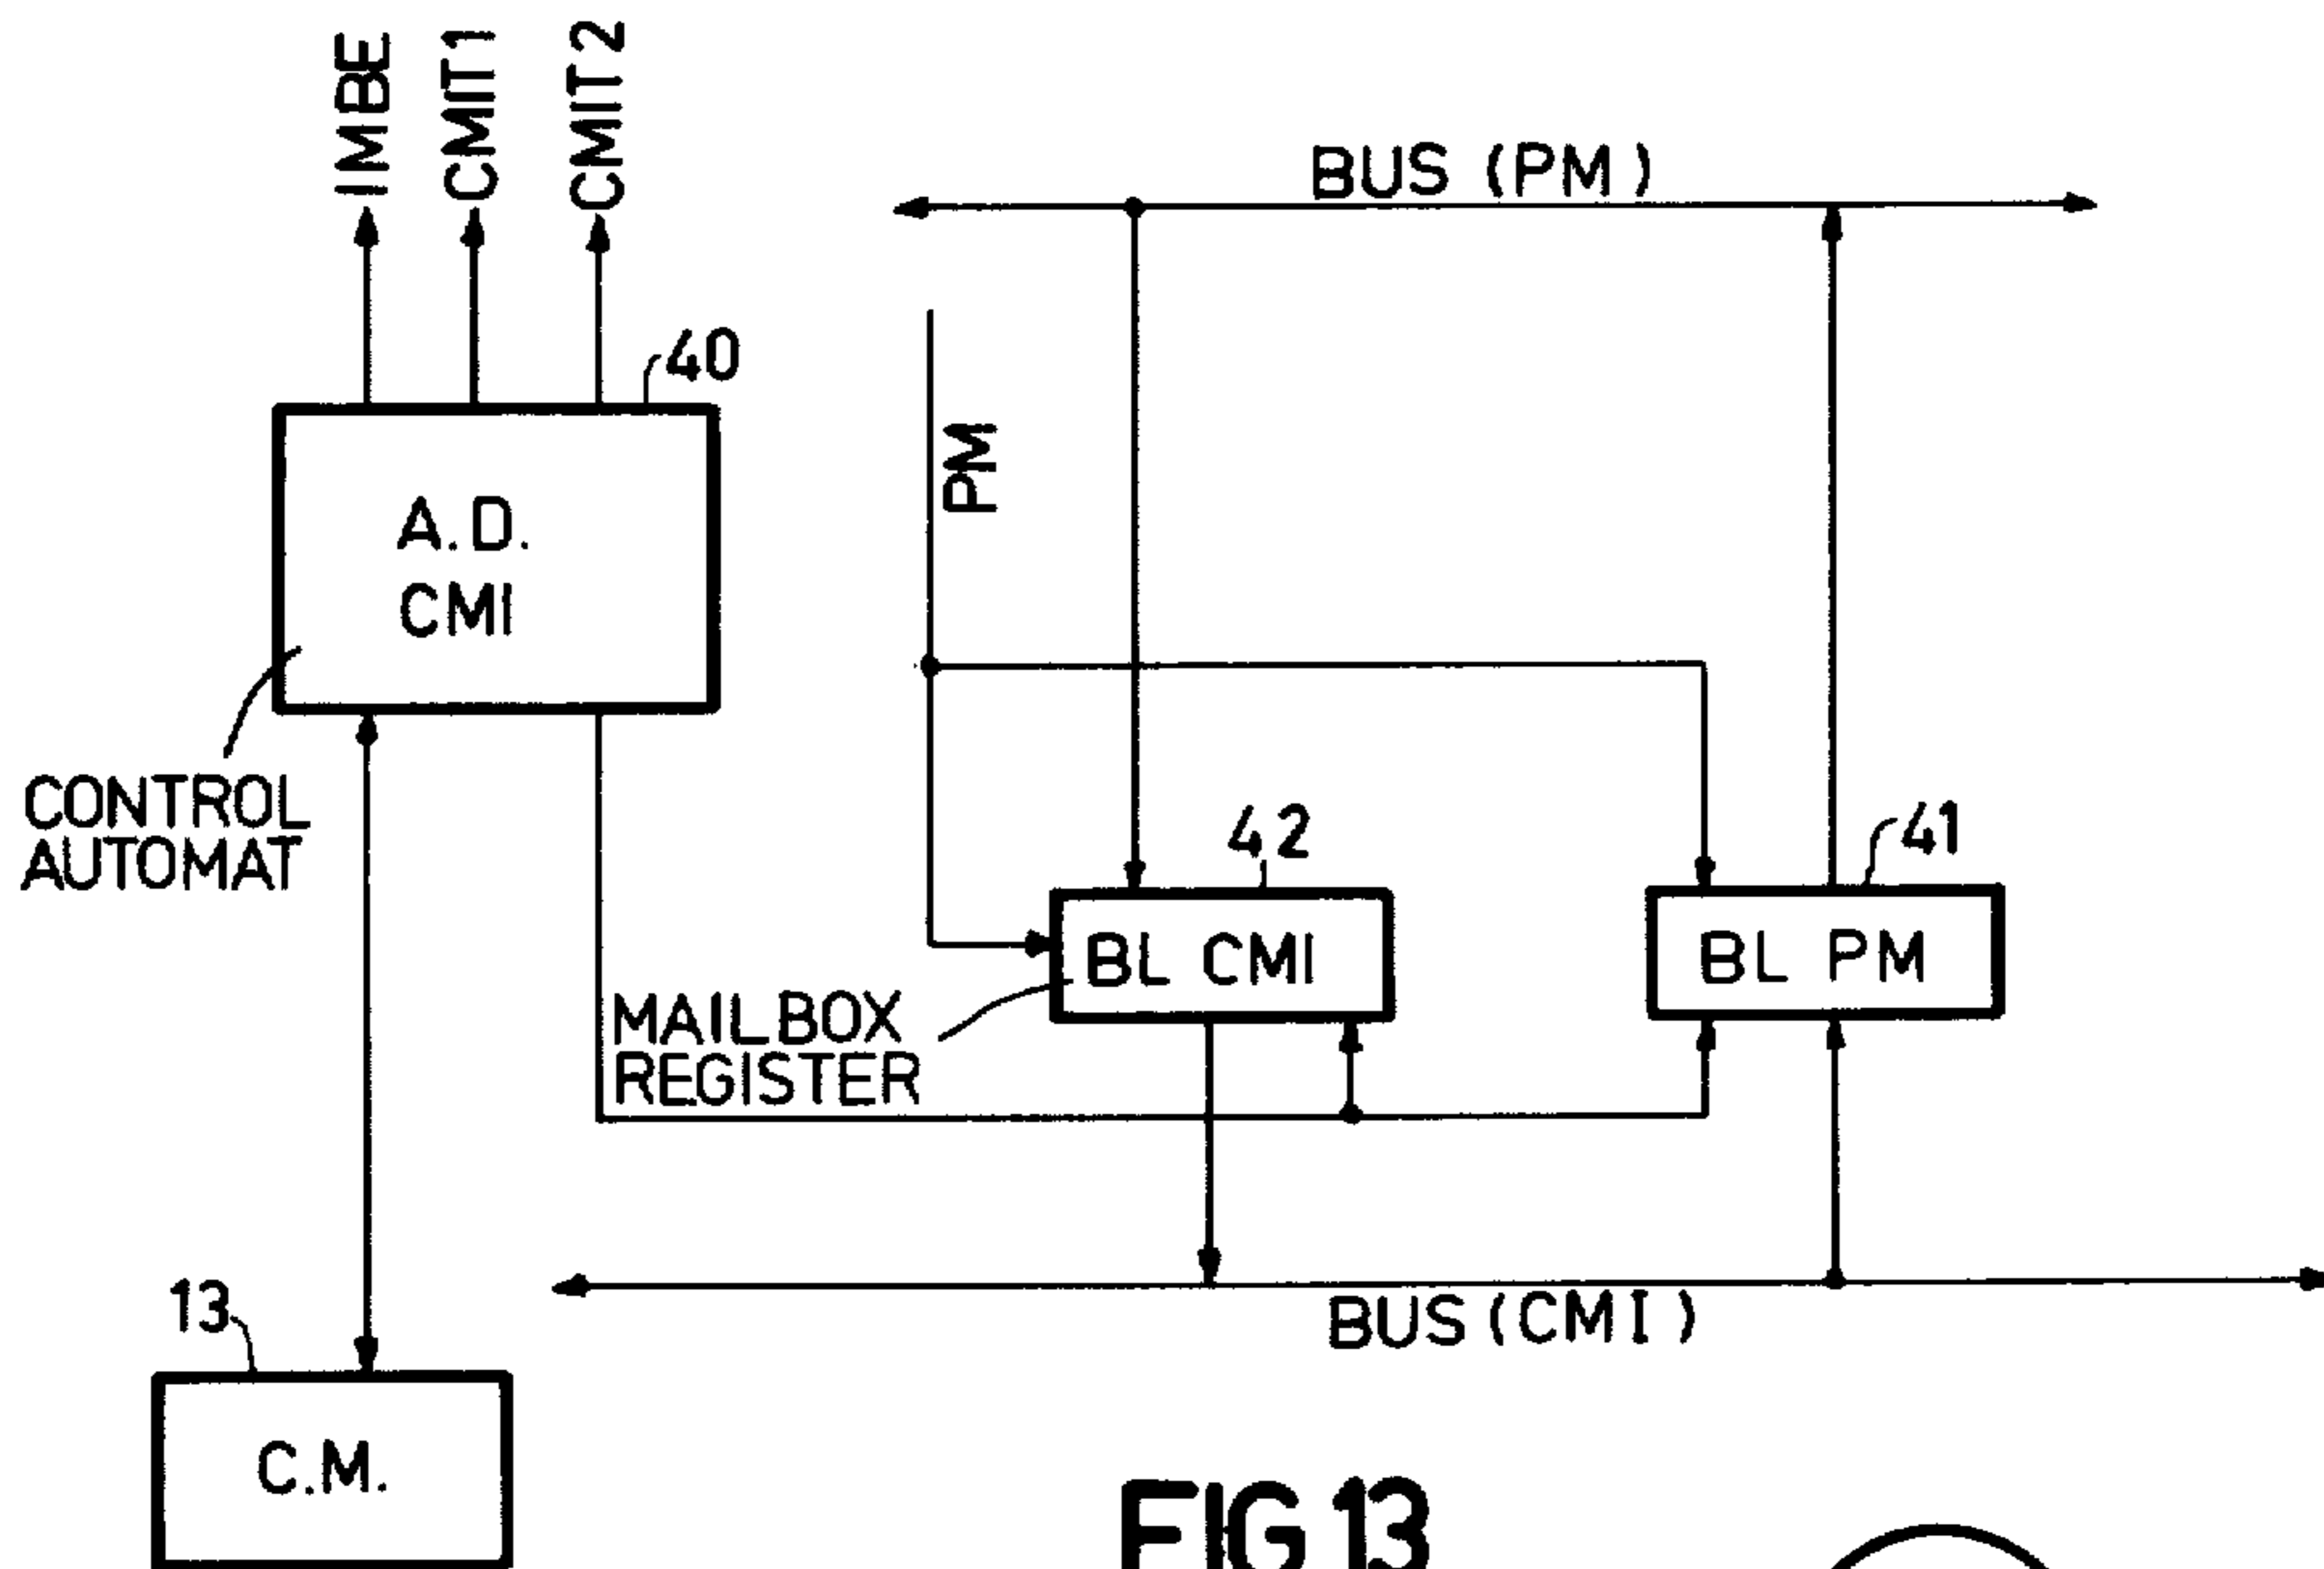 IMBE
CMIT1
CMIT2
BUS (PM)
40
PM
A.D.
CMI
CONTROL
AUTOMAT
42
41
BL CMI
BL PM
MAILBOX
REGISTER
BUS (CMI)
13
C.M.
FIG 13